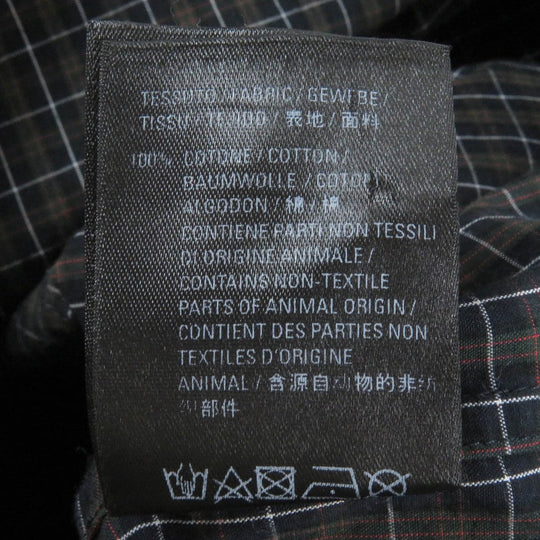 TESSUTO / FABRIC / GEWEBE /
TISSU / TEJIDO / 表地 / 面料
100% COTONE / COTTON /
BAUMWOLLE / COTON /
ALGODON / 綿 / 棉
CONTIENE PARTI NON TESSILI
DI ORIGINE ANIMALE /
CONTAINS NON-TEXTILE
PARTS OF ANIMAL ORIGIN /
CONTIENT DES PARTIES NON
TEXTILES D'ORIGINE
ANIMAL / 含源自动物的非纺
织部件